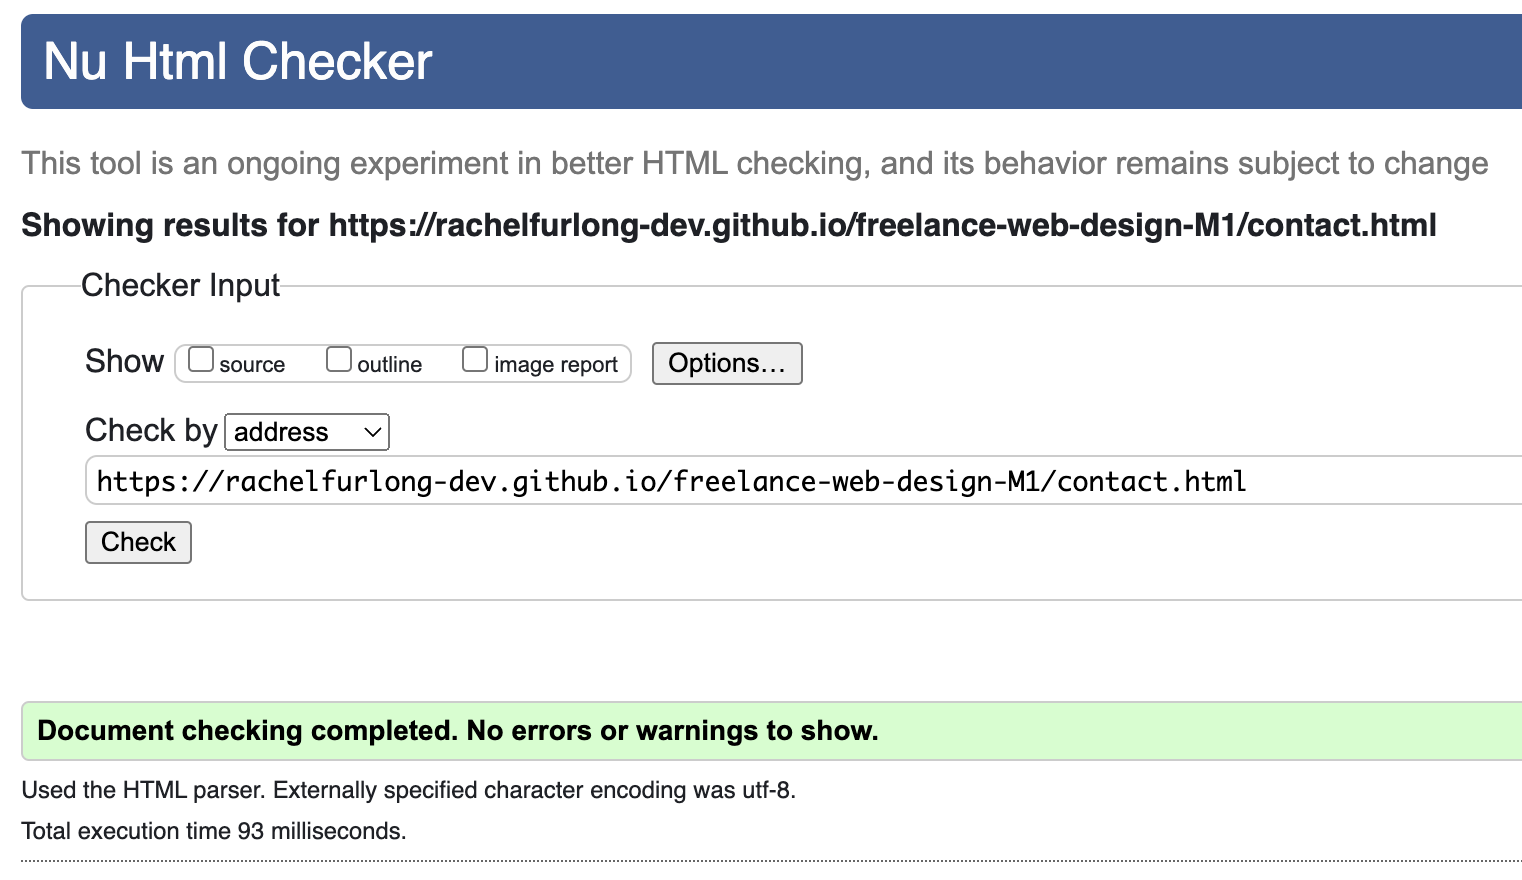 Nu Html Checker
This tool is an ongoing experiment in better HTML checking, and its behavior remains subject to change
Showing results for https://rachelfurlong-dev.github.io/freelance-web-design-M1/contact.html
Checker Input
Show source outline image report Options...
Check by address
https://rachelfurlong-dev.github.io/freelance-web-design-M1/contact.html
Check
Document checking completed. No errors or warnings to show.
Used the HTML parser. Externally specified character encoding was utf-8.
Total execution time 93 milliseconds.